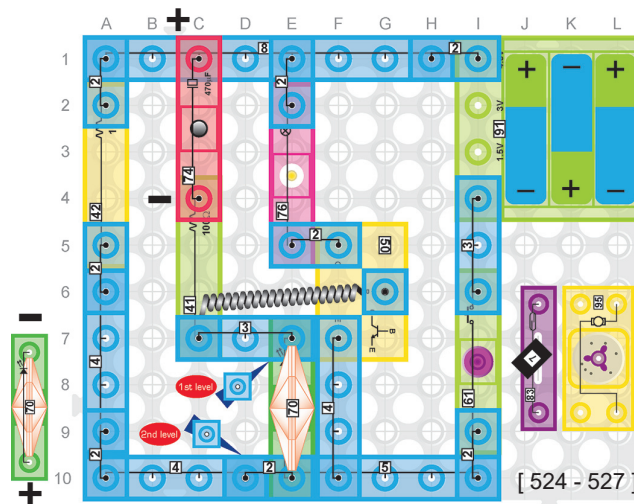 A B C D E F G H I J K L
+
1 8 2
2 470µF 2 3V 91
2
3 1.5V
+ − +
74
4 − 10
42 76 − + −
5 2 50 3
2
6 41
3 B
7 E
− 4 1st level 70 4 61 95
8 70 83
9 2nd level
2 4 2 5 2
10 [ 524 - 527 ]
+